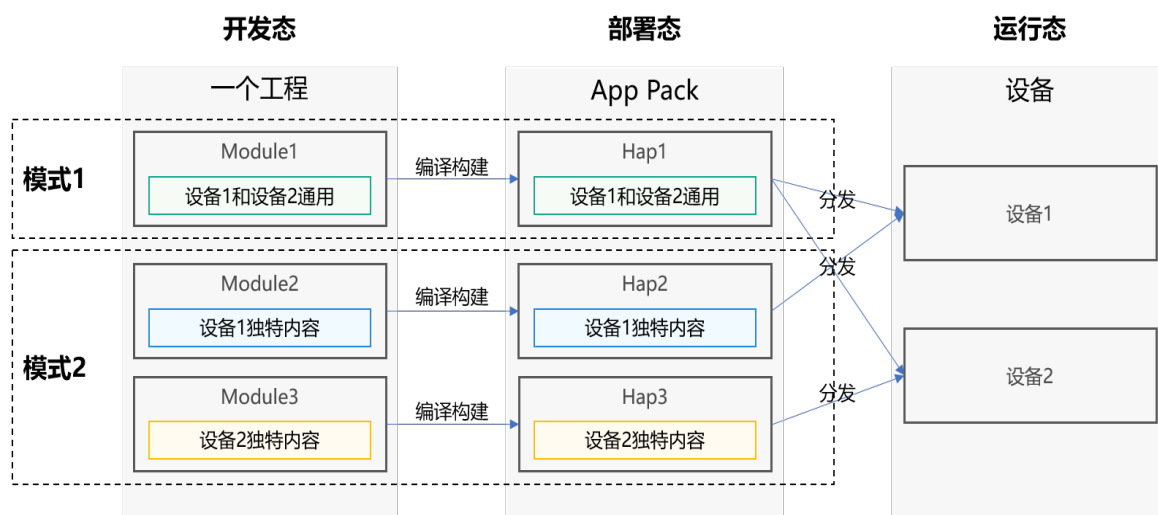 开发态
部署态
运行态
一个工程
App Pack
设备
模式1
Module1
设备1和设备2通用
编译构建
Hap1
设备1和设备2通用
分发
设备1
模式2
Module2
设备1独特内容
编译构建
Hap2
设备1独特内容
分发
Module3
设备2独特内容
编译构建
Hap3
设备2独特内容
分发
设备2